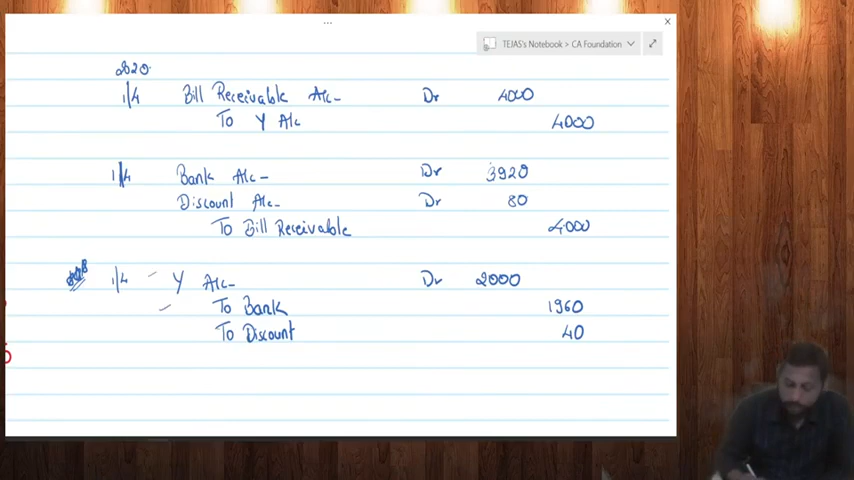 TEJAS's Notebook > CA Foundation
2020
1/4 Bill Receivable A/c- Dr 4000
To Y A/c 4000
1/4 Bank A/c- Dr 3920
Discount A/c- Dr 80
To Bill Receivable 4000
1/4 Y A/c- Dr 2000
To Bank 1960
To Discount 40